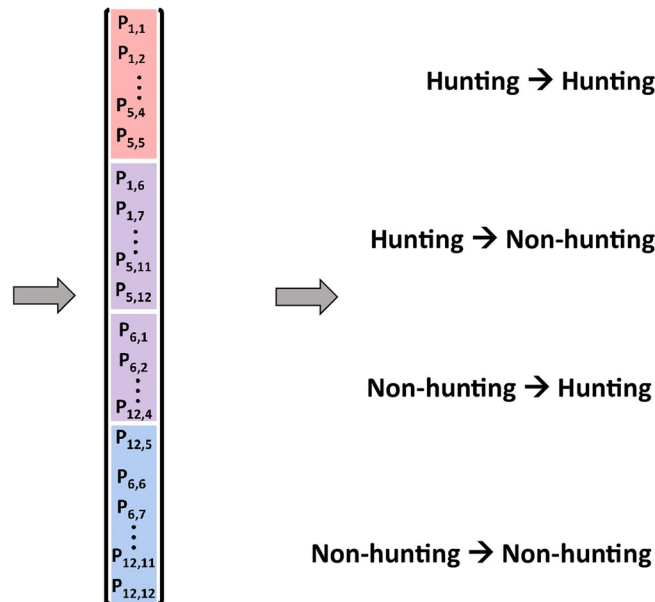 P1,1
P1,2
⋮
P5,4
P5,5
Hunting → Hunting
P1,6
P1,7
⋮
P5,11
P5,12
Hunting → Non-hunting
P6,1
P6,2
⋮
P12,4
Non-hunting → Hunting
P12,5
P6,6
P6,7
⋮
P12,11
P12,12
Non-hunting → Non-hunting